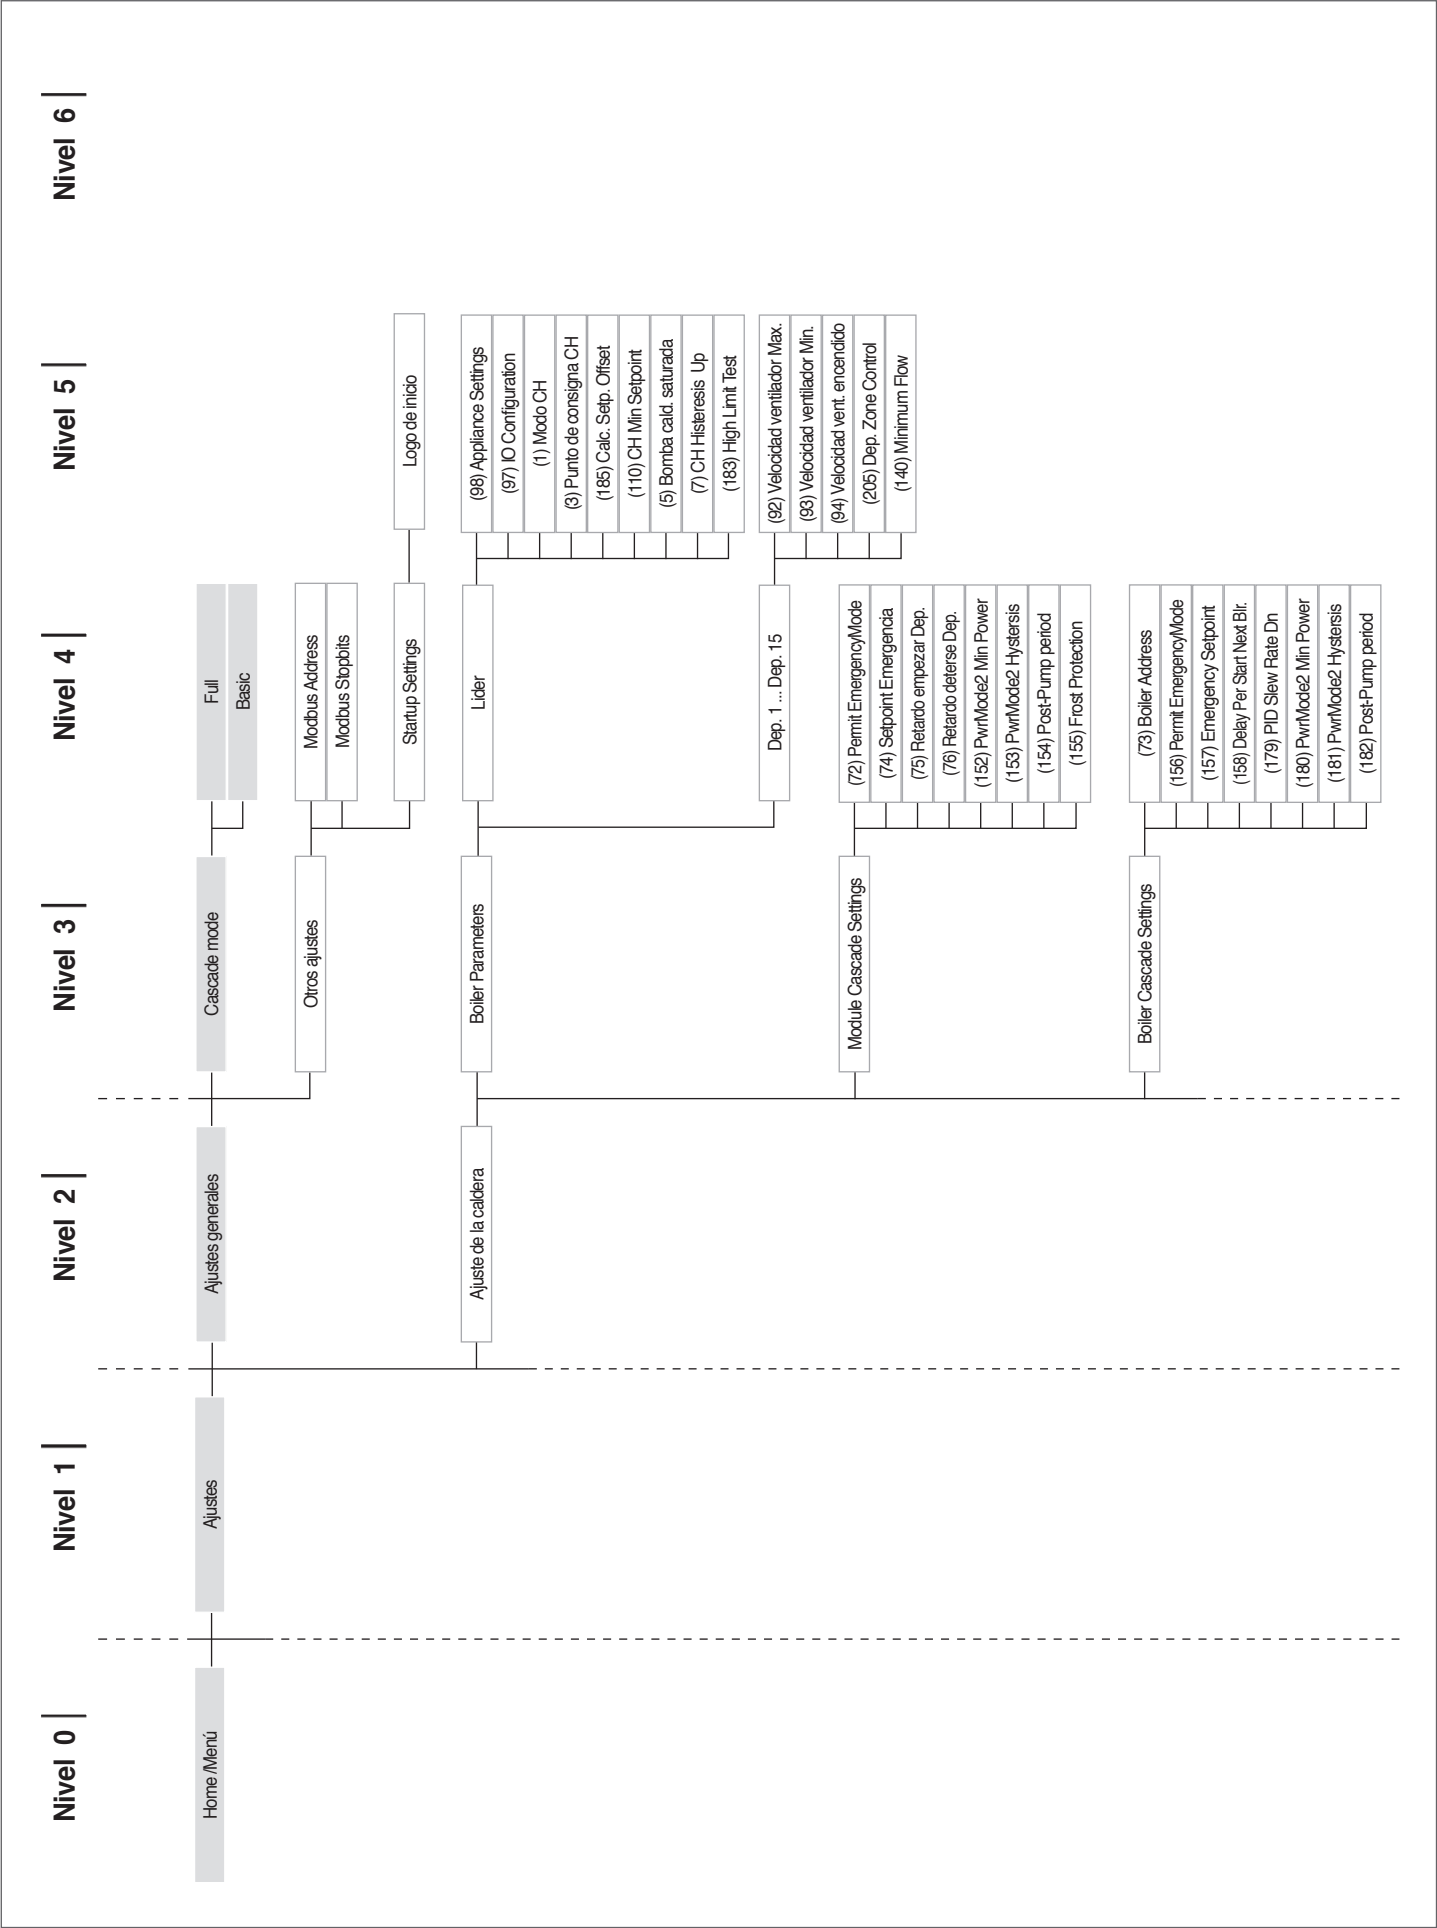 Nivel 0
Nivel 1
Nivel 2
Nivel 3
Nivel 4
Nivel 5
Nivel 6
Home /Menú
Ajustes
Ajustes generales
Cascade mode
Full
Basic
Otros ajustes
Modbus Address
Modbus Stopbits
Startup Settings
Logo de inicio
Ajuste de la caldera
Boiler Parameters
Lider
(98) Appliance Settings
(97) IO Configuration
(1) Modo CH
(3) Punto de consigna CH
(185) Calc. Setp. Offset
(110) CH Min Setpoint
(5) Bomba cald. saturada
(7) CH Histeresis Up
(183) High Limit Test
Dep. 1 ... Dep. 15
(92) Velocidad ventilador Max.
(93) Velocidad ventilador Min.
(94) Velocidad vent. encendido
(205) Dep. Zone Control
(140) Minimum Flow
Module Cascade Settings
(72) Permit EmergencyMode
(74) Setpoint Emergencia
(75) Retardo empezar Dep.
(76) Retardo deterse Dep.
(152) PwrMode2 Min Power
(153) PwrMode2 Hystersis
(154) Post-Pump period
(155) Frost Protection
Boiler Cascade Settings
(73) Boiler Address
(156) Permit EmergencyMode
(157) Emergency Setpoint
(158) Delay Per Start Next Blr.
(179) PID Slew Rate Dn
(180) PwrMode2 Min Power
(181) PwrMode2 Hystersis
(182) Post-Pump period